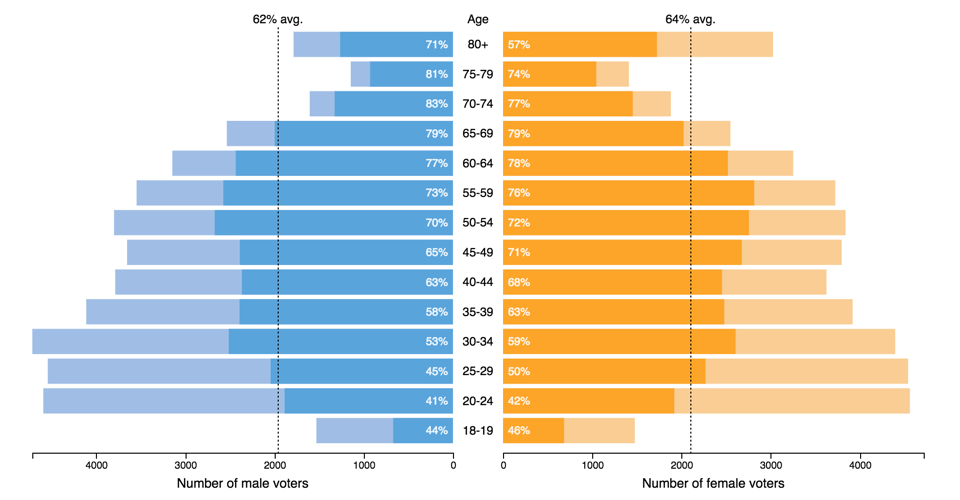 62% avg. Age 64% avg.
71% 80+ 57%
81% 75-79 74%
83% 70-74 77%
79% 65-69 79%
77% 60-64 78%
73% 55-59 76%
70% 50-54 72%
65% 45-49 71%
63% 40-44 68%
58% 35-39 63%
53% 30-34 59%
45% 25-29 50%
41% 20-24 42%
44% 18-19 46%
4000 3000 2000 1000 0 0 1000 2000 3000 4000
Number of male voters Number of female voters